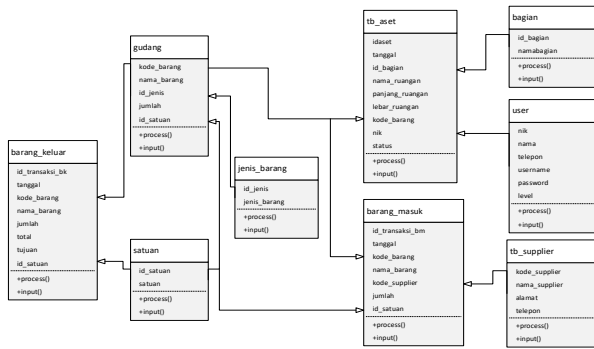 tb_aset
idaset
tanggal
id_bagian
nama_ruangan
panjang_ruangan
lebar_ruangan
kode_barang
nik
status
+process()
+input()
bagian
id_bagian
namabagian
+process()
+input()
gudang
kode_barang
nama_barang
id_jenis
jumlah
id_satuan
+process()
+input()
user
nik
nama
telepon
username
password
level
+process()
+input()
barang_keluar
id_transaksi_bk
tanggal
kode_barang
nama_barang
jumlah
total
tujuan
id_satuan
+process()
+input()
jenis_barang
id_jenis
jenis_barang
+process()
+input()
barang_masuk
id_transaksi_bm
tanggal
kode_barang
nama_barang
kode_supplier
jumlah
id_satuan
+process()
+input()
satuan
id_satuan
satuan
+process()
+input()
tb_supplier
kode_supplier
nama_supplier
alamat
telepon
+process()
+input()